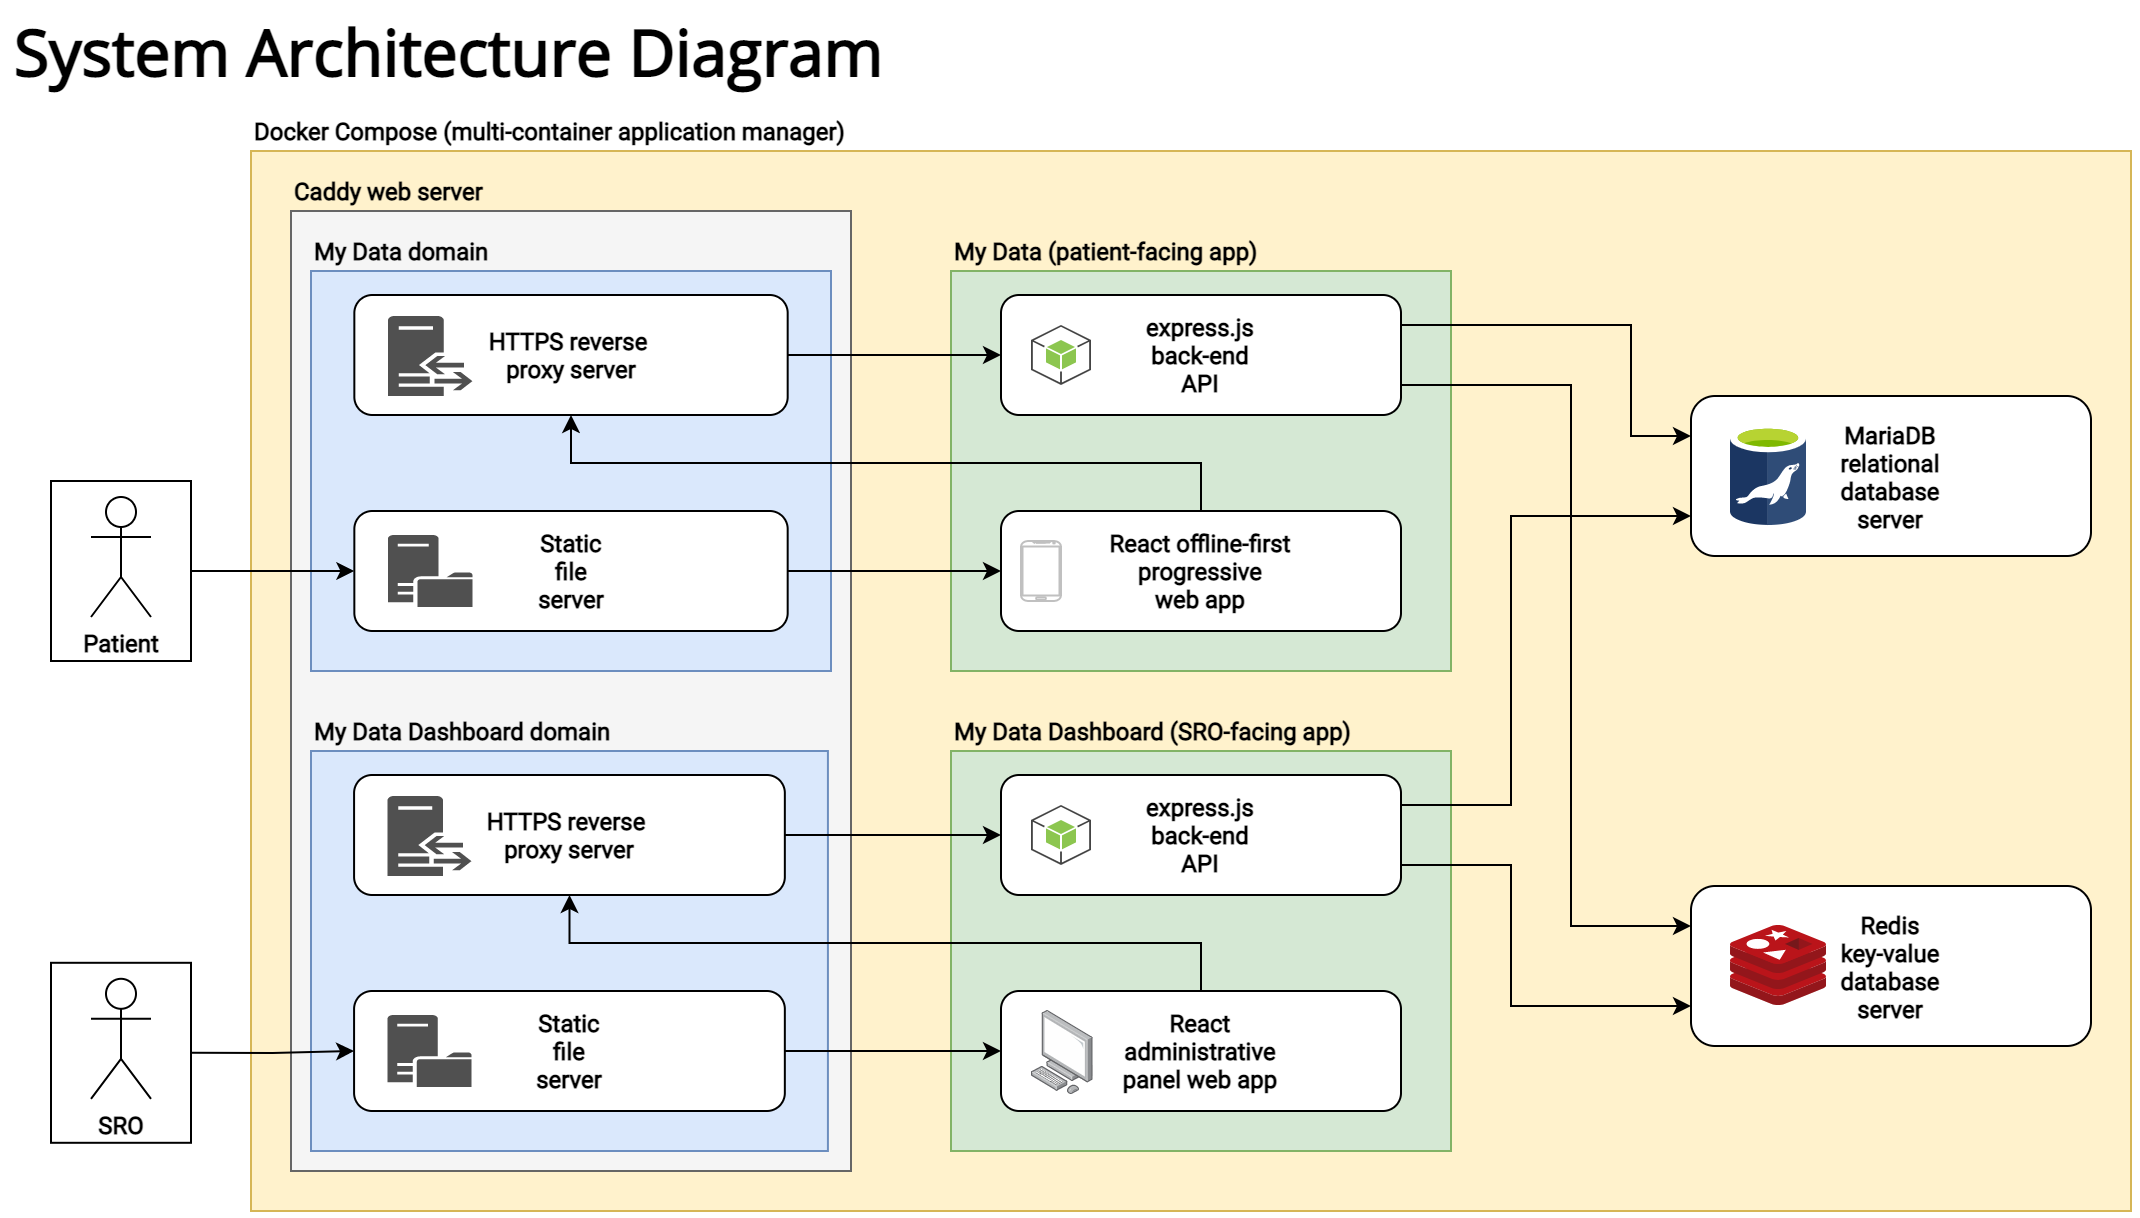 System Architecture Diagram
Docker Compose (multi-container application manager)
Caddy web server
My Data domain
HTTPS reverse
proxy server
Static
file
server
My Data (patient-facing app)
express.js
back-end
API
React offline-first
progressive
web app
MariaDB
relational
database
server
Patient
My Data Dashboard domain
HTTPS reverse
proxy server
Static
file
server
My Data Dashboard (SRO-facing app)
express.js
back-end
API
React
administrative
panel web app
Redis
key-value
database
server
SRO